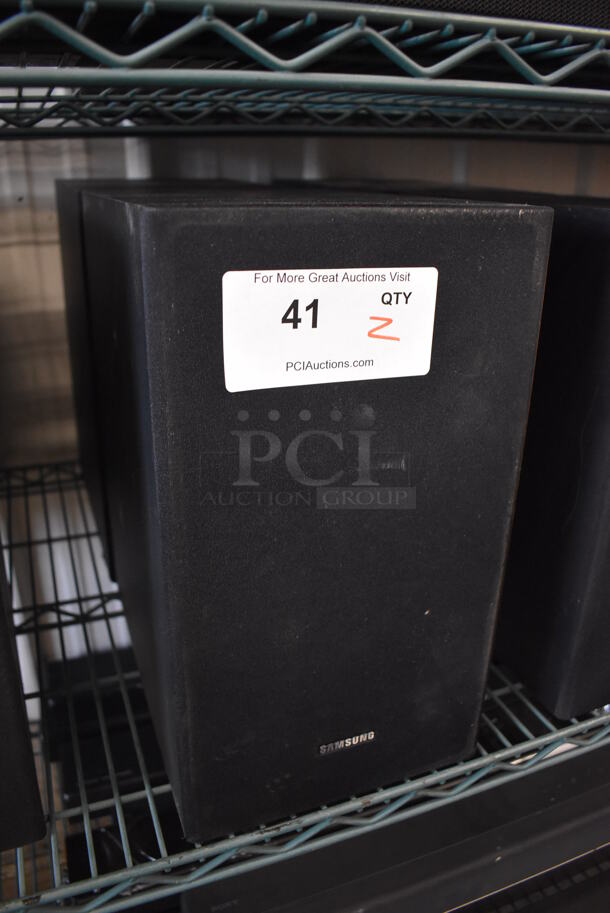 For More Great Auctions Visit
41
QTY
2
PCIAuctions.com
PCI
AUCTION GROUP
SAMSUNG